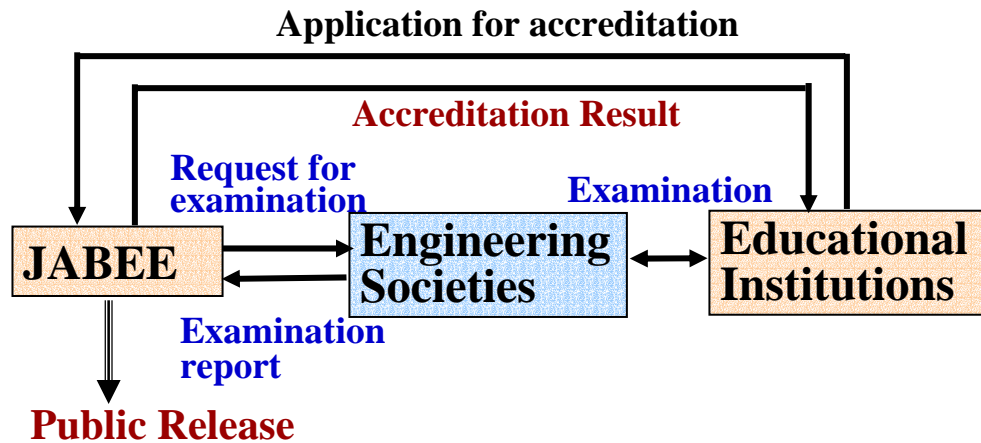 Application for accreditation
Accreditation Result
Request for
examination
Examination
JABEE
Engineering
Societies
Educational
Institutions
Examination
report
Public Release